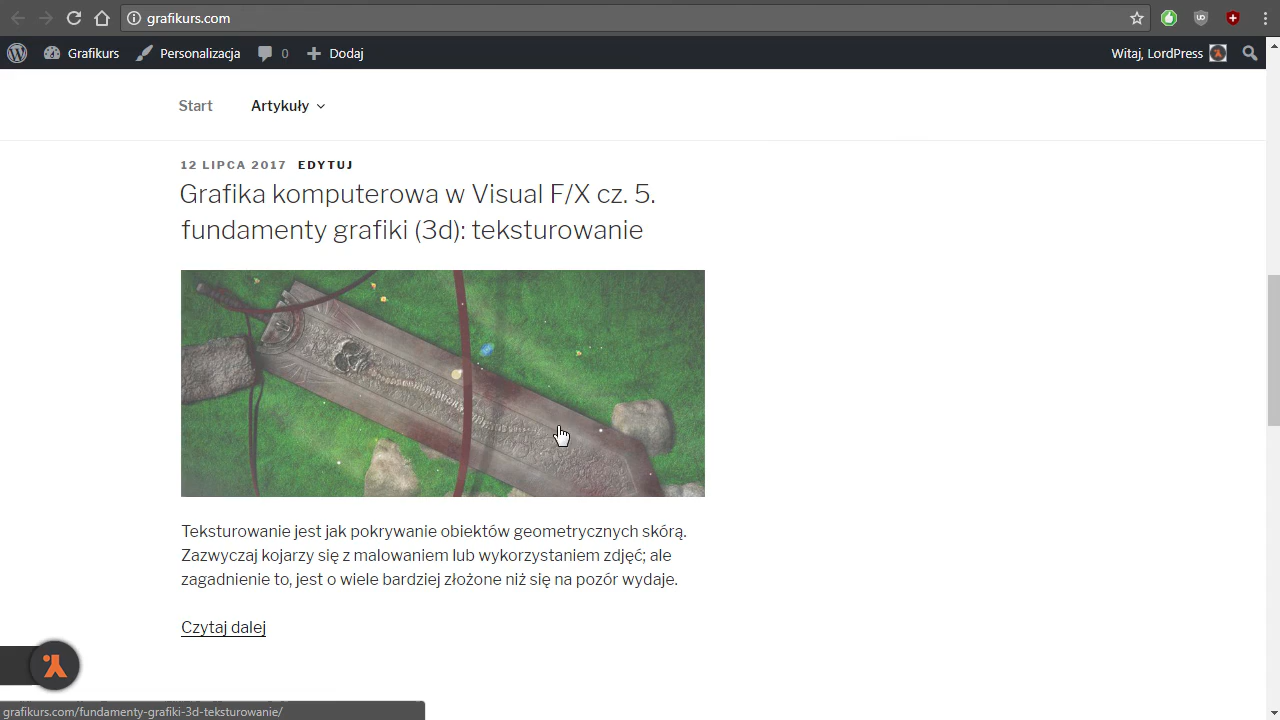 grafikurs.com
Grafikurs Personalizacja 0 Dodaj Witaj, LordPress
Start Artykuły
12 LIPCA 2017 EDYTUJ
Grafika komputerowa w Visual F/X cz. 5.
fundamenty grafiki (3d): teksturowanie
Teksturowanie jest jak pokrywanie obiektów geometrycznych skórą.
Zazwyczaj kojarzy się z malowaniem lub wykorzystaniem zdjęć; ale
zagadnienie to, jest o wiele bardziej złożone niż się na pozór wydaje.
Czytaj dalej
grafikurs.com/fundamenty-grafiki-3d-teksturowanie/